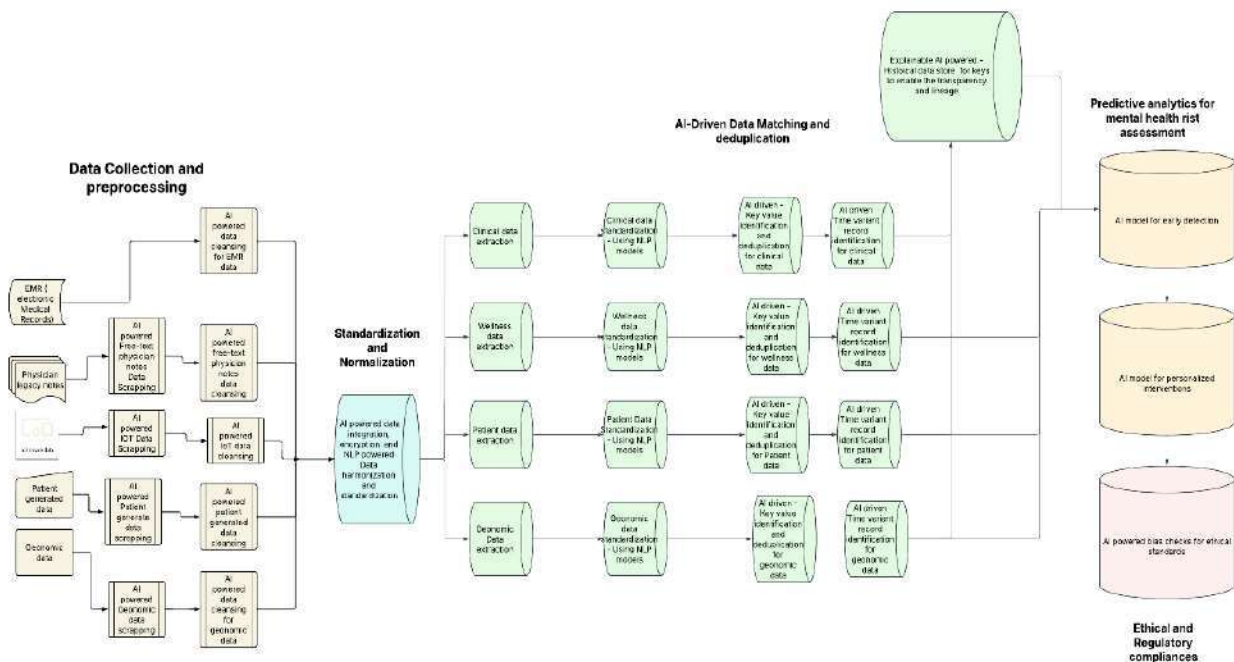 Data Collection and
preprocessing
EMR (
electronic
Medical
Records)
AI
powered
data
cleansing
for EMR
data
Physician
legacy notes
AI
powered
Free-text
physician
notes
Data
Scrapping
AI
powered
free-text
physician
notes
data cleansing
AI
powered
IOT Data
Scrapping
AI
powered
IoT data
cleansing
Patient
generated
data
AI
powered
Patient
generate
data
scrapping
AI
powered
patient
generated
data cleansing
Geonomic
data
AI
powered
Geonomic
data
scrapping
AI
powered
data
cleansing
for
geonomic
data
Standardization
and
Normalization
AI powered data
integration,
encryption, and
NLP powered Data
harmonization
and
standardization
AI-Driven Data Matching and
deduplication
Clinical data
extraction
Clinical data
standardization
- Using NLP
models
AI driven -
Key value
identification
and
deduplication
for clinical
data
AI driven
Time variant
record
identification
for clinical
data
Wellness data
extraction
Wellness
data
standardization
- Using NLP
models
AI driven -
Key value
identification
and
deduplication
for wellness
data
AI driven
Time variant
record
identification
for wellness
data
Patient data
extraction
Patient Data
Standardization
- Using NLP
models
AI driven -
Key value
identification
and
deduplication
for Patient
data
AI driven
Time variant
record
identification
for patient
data
Geonomic
Data
extraction
Geonomic
data
standardization
- Using NLP
models
AI driven -
Key value
identification
and
deduplication
for
geonomic
data
AI driven
Time variant
record
identification
for
geonomic
data
Explainable AI powered -
Historical data store for keys
to enable the transparency
and lineage
Predictive analytics for
mental health rist
assessment
AI model for early detection
AI model for personalized
interventions
AI powered bias checks for ethical
standards
Ethical and
Regulatory
compliances